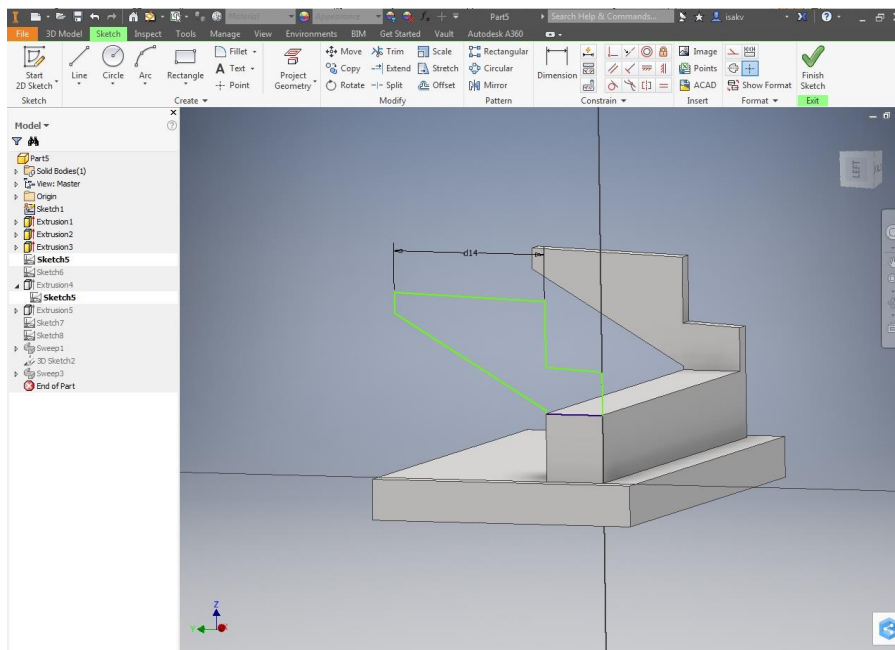 Material
Appearance
Part5
Search Help & Commands...
isakv
File 3D Model Sketch Inspect Tools Manage View Environments BIM Get Started Vault Autodesk A360
Start
2D Sketch
Line
Circle
Arc
Rectangle
Fillet
Text
Point
Project
Geometry
Move
Copy
Rotate
Trim
Extend
Split
Scale
Stretch
Offset
Rectangular
Circular
Mirror
Dimension
Image
Points
ACAD
Show Format
Finish
Sketch
Sketch Create Modify Pattern Constrain Insert Format Exit
Model
Part5
Solid Bodies(1)
View: Master
Origin
Sketch1
Extrusion1
Extrusion2
Extrusion3
Sketch5
Sketch6
Extrusion4
Sketch5
Extrusion5
Sketch7
Sketch8
Sweep1
3D Sketch2
Sweep3
End of Part
d14
LEFT
Z
Y